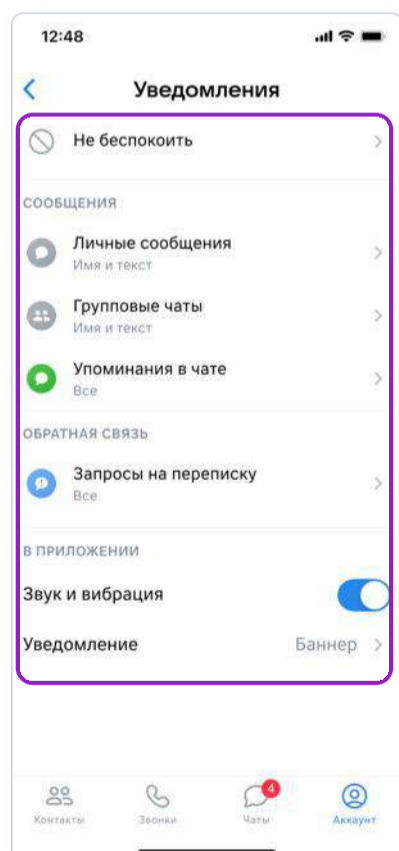 12:48
Уведомления
Не беспокоить
СООБЩЕНИЯ
Личные сообщения
Имя и текст
Групповые чаты
Имя и текст
Упоминания в чате
Все
ОБРАТНАЯ СВЯЗЬ
Запросы на переписку
Все
В ПРИЛОЖЕНИИ
Звук и вибрация
Уведомление Баннер
4
Контакты Звонки Чаты Аккаунт